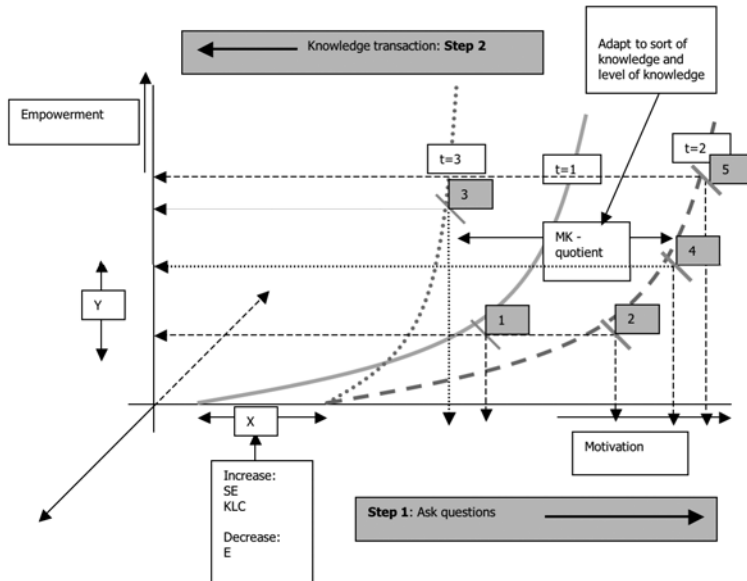 Knowledge transaction: Step 2
Adapt to sort of
knowledge and
level of knowledge
Empowerment
t=3
t=1
t=2
5
3
MK -
quotient
4
Y
1
2
X
Motivation
Increase:
SE
KLC
Decrease:
E
Step 1: Ask questions